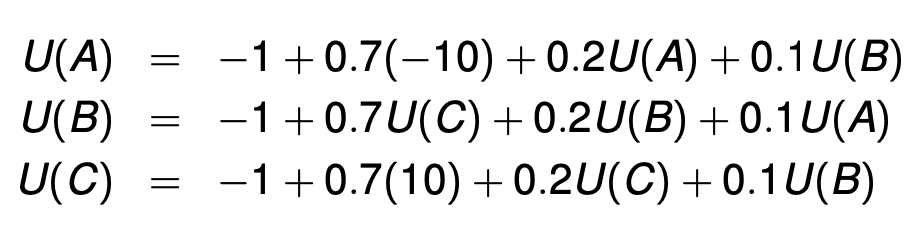 U(A) = −1 + 0.7(−10) + 0.2U(A) + 0.1U(B)
U(B) = −1 + 0.7U(C) + 0.2U(B) + 0.1U(A)
U(C) = −1 + 0.7(10) + 0.2U(C) + 0.1U(B)